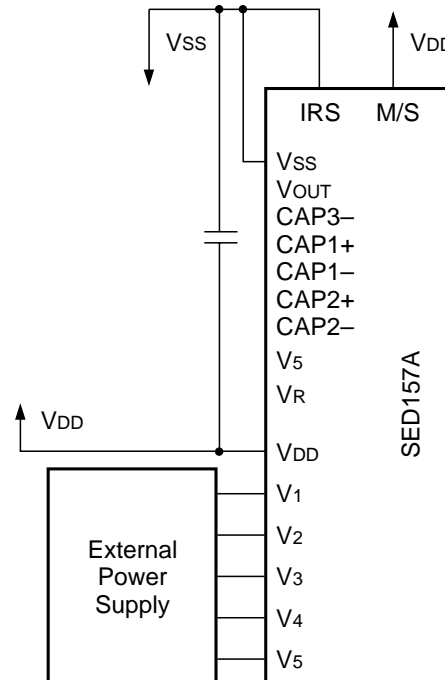 VSS
VDD
IRS M/S
VSS
VOUT
CAP3–
CAP1+
CAP1–
CAP2+
CAP2–
V5
VR
SED157A
VDD
VDD
V1
V2
V3
V4
V5
External
Power
Supply